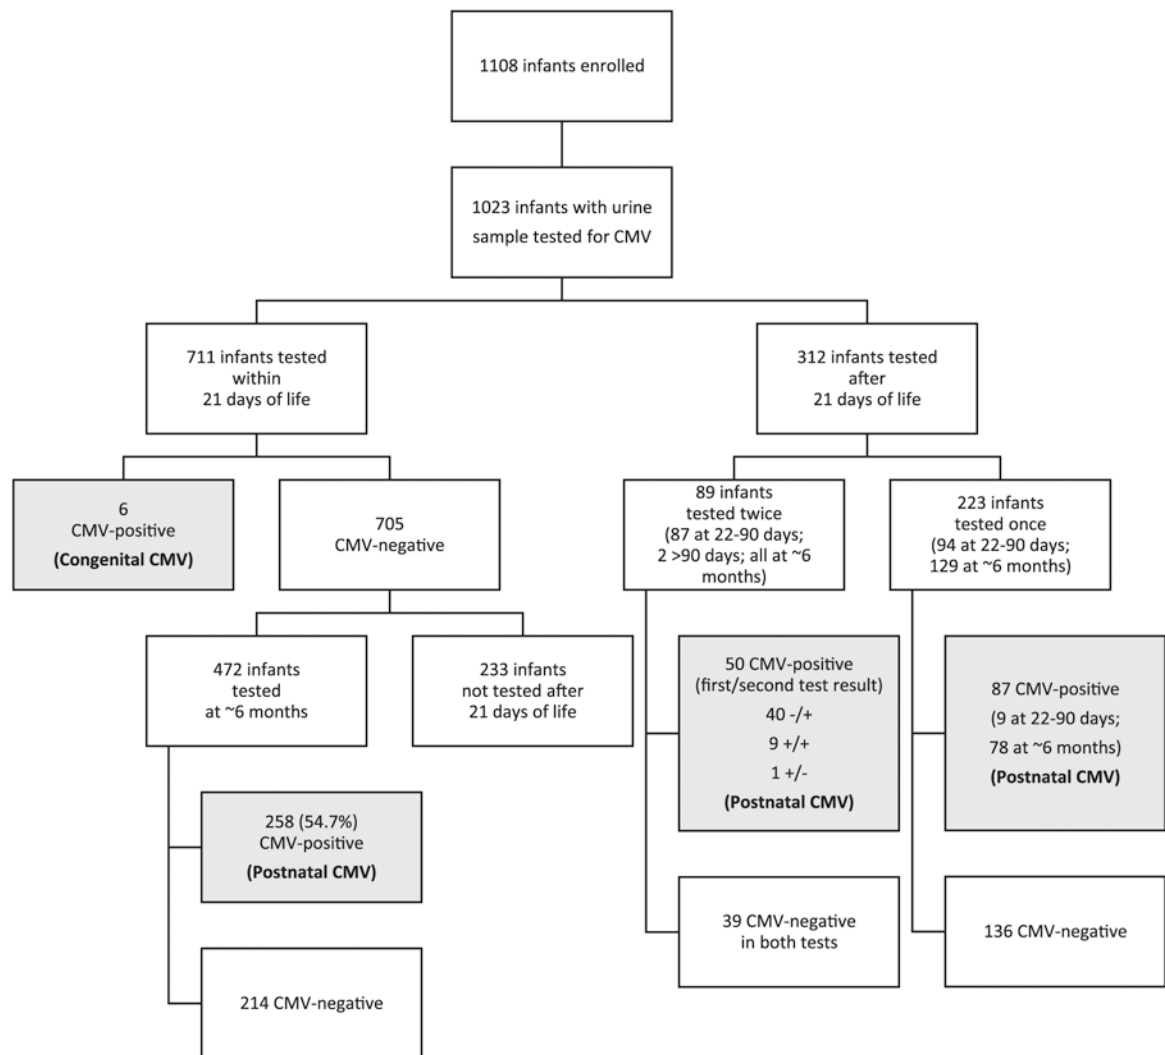 1108 infants enrolled
1023 infants with urine
sample tested for CMV
711 infants tested
within
21 days of life
312 infants tested
after
21 days of life
6
CMV-positive
(Congenital CMV)
705
CMV-negative
89 infants
tested twice
(87 at 22-90 days;
2 >90 days; all at ~6
months)
223 infants
tested once
(94 at 22-90 days;
129 at ~6 months)
472 infants
tested
at ~6 months
233 infants
not tested after
21 days of life
50 CMV-positive
(first/second test result)
40 -/+
9 +/+
1 +/-
(Postnatal CMV)
87 CMV-positive
(9 at 22-90 days;
78 at ~6 months)
(Postnatal CMV)
258 (54.7%)
CMV-positive
(Postnatal CMV)
39 CMV-negative
in both tests
136 CMV-negative
214 CMV-negative